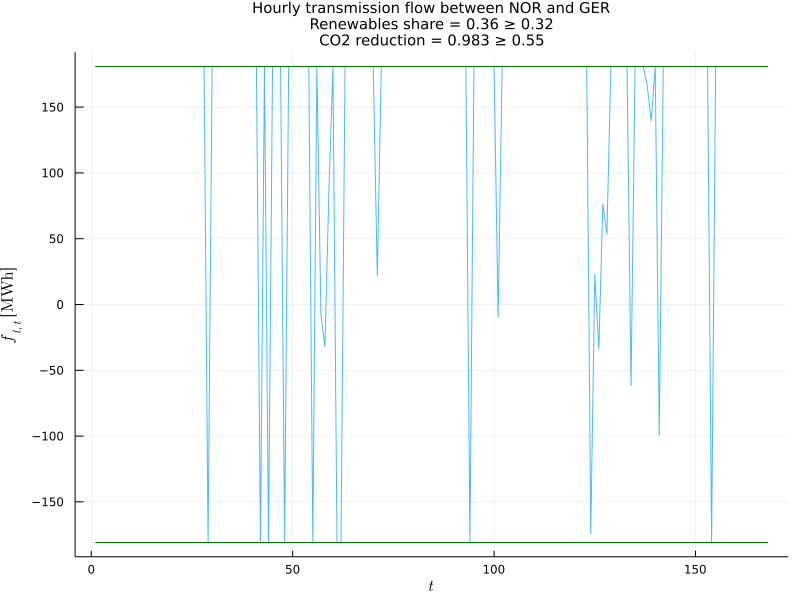 Hourly transmission flow between NOR and GER
Renewables share = 0.36 ≥ 0.32
CO2 reduction = 0.983 ≥ 0.55
150
100
50
0
−50
−100
−150
f l,t [MWh]
0 50 100 150
t